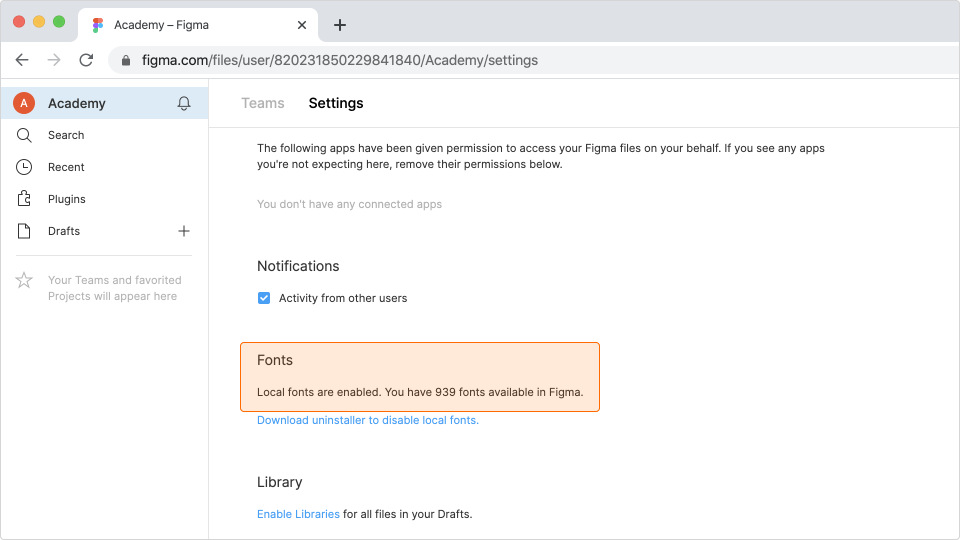 Academy – Figma
figma.com/files/user/820231850229841840/Academy/settings
A Academy
Search
Recent
Plugins
Drafts
Your Teams and favorited
Projects will appear here
Teams Settings
The following apps have been given permission to access your Figma files on your behalf. If you see any apps
you're not expecting here, remove their permissions below.
You don't have any connected apps
Notifications
Activity from other users
Fonts
Local fonts are enabled. You have 939 fonts available in Figma.
Download uninstaller to disable local fonts.
Library
Enable Libraries for all files in your Drafts.